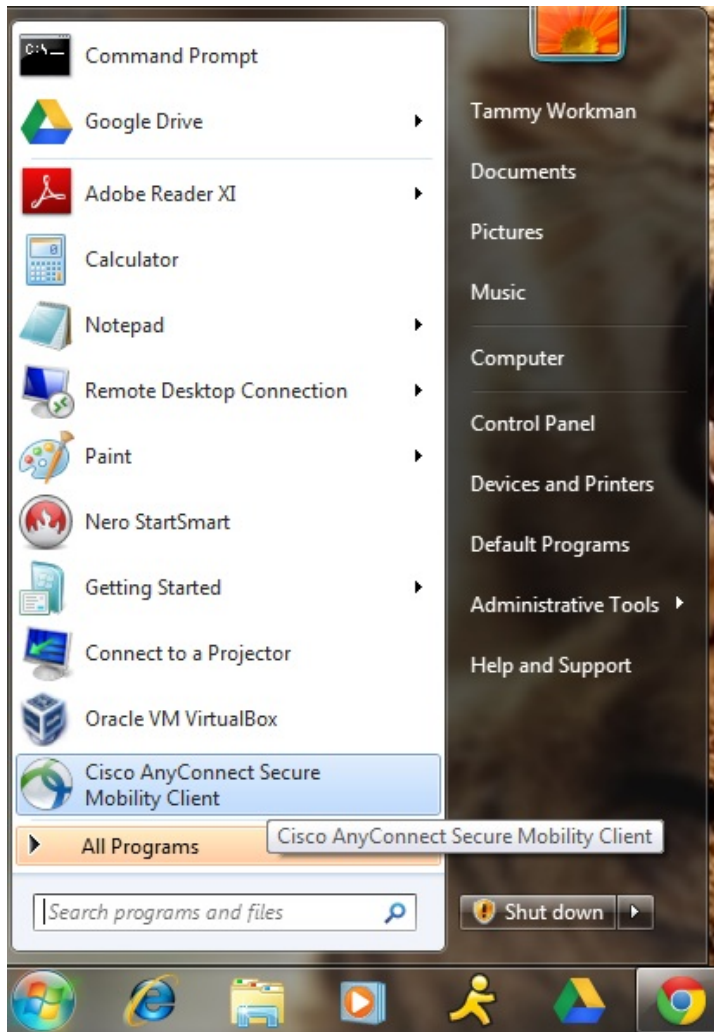 C:\_
Command Prompt
Google Drive
Adobe Reader XI
Calculator
Notepad
Remote Desktop Connection
Paint
Nero StartSmart
Getting Started
Connect to a Projector
Oracle VM VirtualBox
Cisco AnyConnect Secure
Mobility Client
Cisco AnyConnect Secure Mobility Client
All Programs
Search programs and files
Tammy Workman
Documents
Pictures
Music
Computer
Control Panel
Devices and Printers
Default Programs
Administrative Tools
Help and Support
Shut down